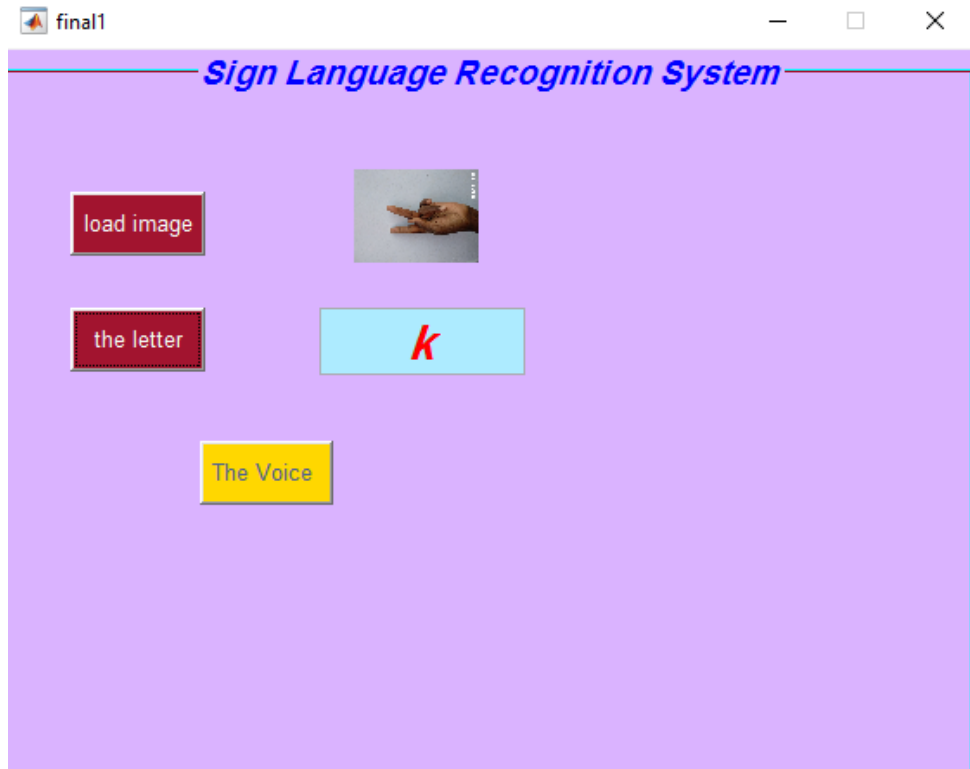 final1
Sign Language Recognition System
load image
the letter
k
The Voice